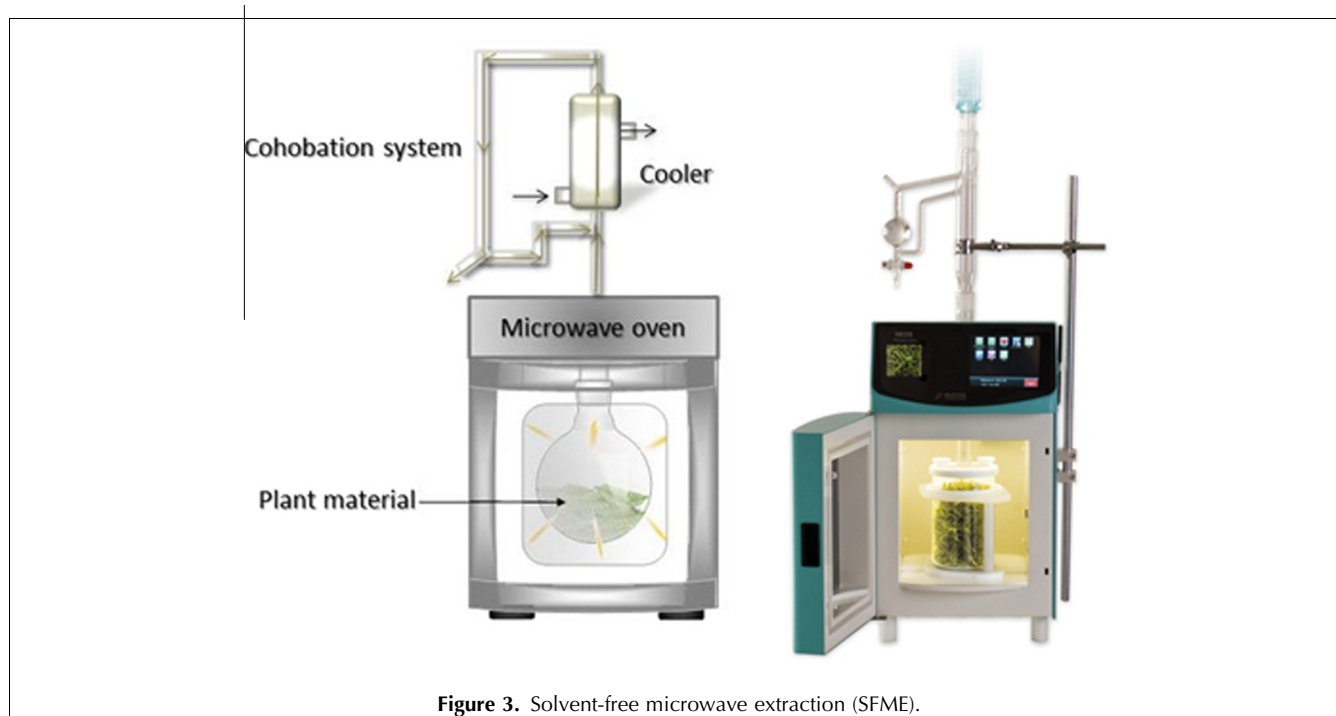 Cohobation system
Cooler
Microwave oven
Plant material
Figure 3. Solvent-free microwave extraction (SFME).